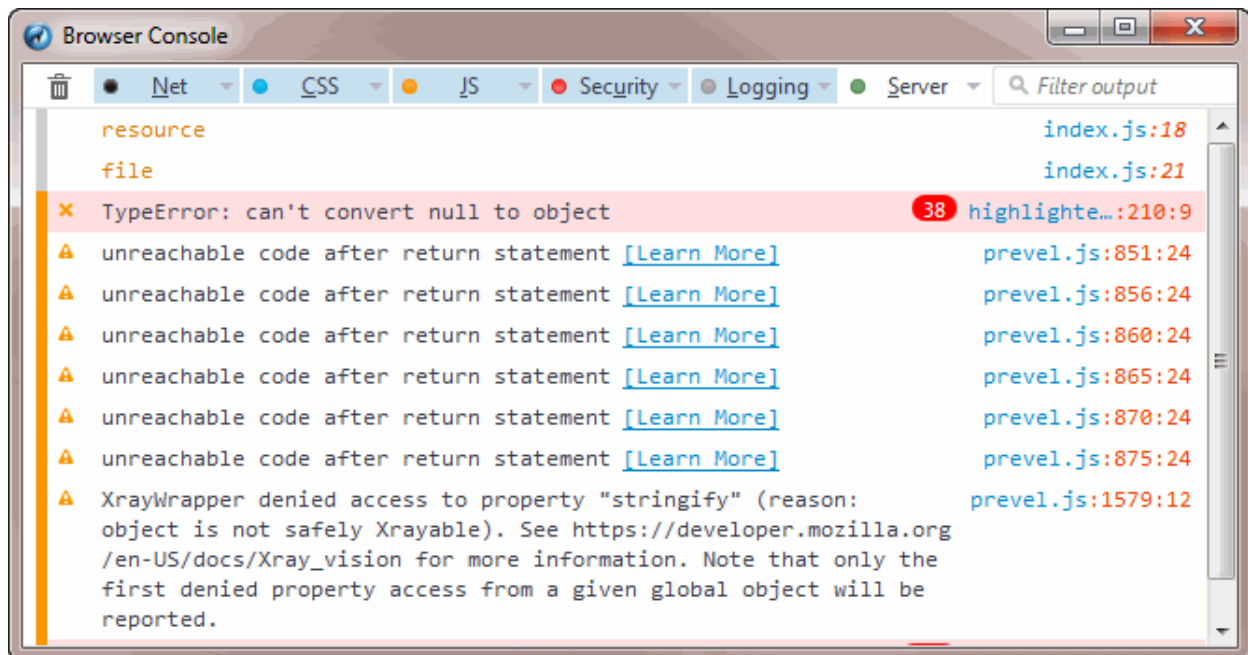 Browser Console
Net CSS JS Security Logging Server Filter output
resource index.js:18
file index.js:21
TypeError: can't convert null to object 38 highlighte…:210:9
unreachable code after return statement [Learn More] prevel.js:851:24
unreachable code after return statement [Learn More] prevel.js:856:24
unreachable code after return statement [Learn More] prevel.js:860:24
unreachable code after return statement [Learn More] prevel.js:865:24
unreachable code after return statement [Learn More] prevel.js:870:24
unreachable code after return statement [Learn More] prevel.js:875:24
XrayWrapper denied access to property "stringify" (reason: prevel.js:1579:12
object is not safely Xrayable). See https://developer.mozilla.org
/en-US/docs/Xray_vision for more information. Note that only the
first denied property access from a given global object will be
reported.